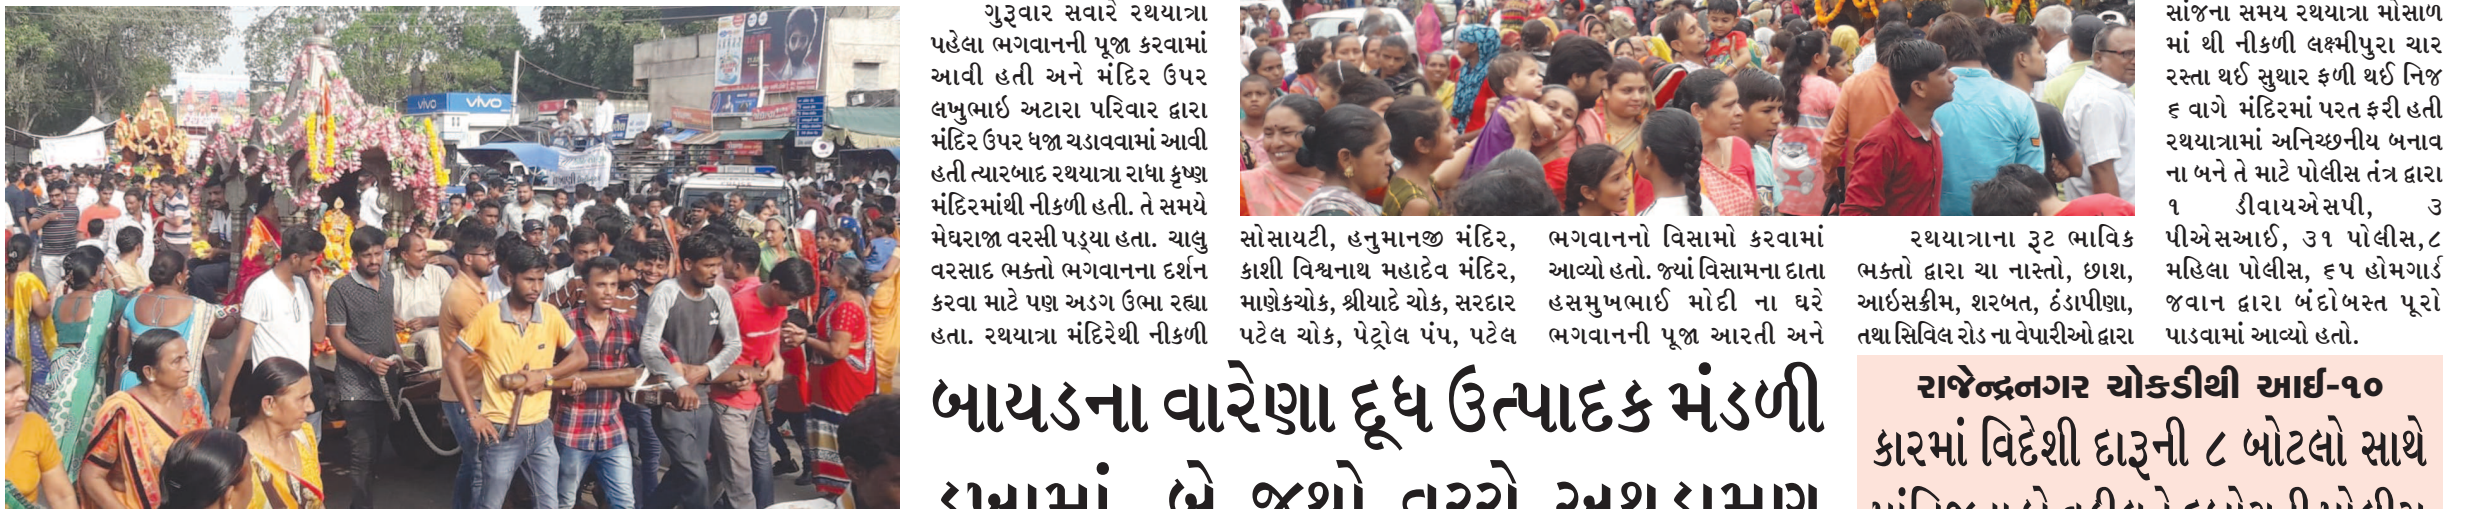 vivo vivo
ગુરૂવાર સવારે રથયાત્રા
પહેલા ભગવાનની પૂજા કરવામાં
આવી હતી અને મંદિર ઉપર
લખુભાઇ અટારા પરિવાર દ્વારા
મંદિર ઉપર ધજા ચડાવવામાં આવી
હતી ત્યારબાદ રથયાત્રા રાધા કૃષ્ણ
મંદિરમાંથી નીકળી હતી. તે સમયે
મેઘરાજા વરસી પડ્યા હતા. ચાલુ
વરસાદ ભક્તો ભગવાનના દર્શન
કરવા માટે પણ અડગ ઉભા રહ્યા
હતા. રથયાત્રા મંદિરેથી નીકળી
સોસાયટી, હનુમાનજી મંદિર,
કાશી વિશ્વનાથ મહાદેવ મંદિર,
માણેકચોક, શ્રીયાદે ચોક, સરદાર
પટેલ ચોક, પેટ્રોલ પંપ, પટેલ
ભગવાનનો વિસામો કરવામાં
આવ્યો હતો. જ્યાં વિસામના દાતા
હસમુખભાઈ મોદી ના ઘરે
ભગવાનની પૂજા આરતી અને
રથયાત્રાના રૂટ ભાવિક
ભક્તો દ્વારા ચા નાસ્તો, છાશ,
આઇસક્રીમ, શરબત, ઠંડાપીણા,
તથા સિવિલ રોડ ના વેપારીઓ દ્વારા
સાંજના સમય રથયાત્રા મોસાળ
માં થી નીકળી લક્ષ્મીપુરા ચાર
રસ્તા થઈ સુથાર ફળી થઈ નિજ
૬ વાગે મંદિરમાં પરત ફરી હતી
રથયાત્રામાં અનિચ્છનીય બનાવ
ના બને તે માટે પોલીસ તંત્ર દ્વારા
૧ ડીવાયએસપી, ૩
પીએસઆઈ, ૩૧ પોલીસ,૮
મહિલા પોલીસ, ૬૫ હોમગાર્ડ
જવાન દ્વારા બંદોબસ્ત પૂરો
પાડવામાં આવ્યો હતો.
બાયડના વારેણા દૂધ ઉત્પાદક મંડળી
રાજેન્દ્રનગર ચોકડીથી આઇ-૧૦
કારમાં વિદેશી દારૂની ૮ બોટલો સાથે